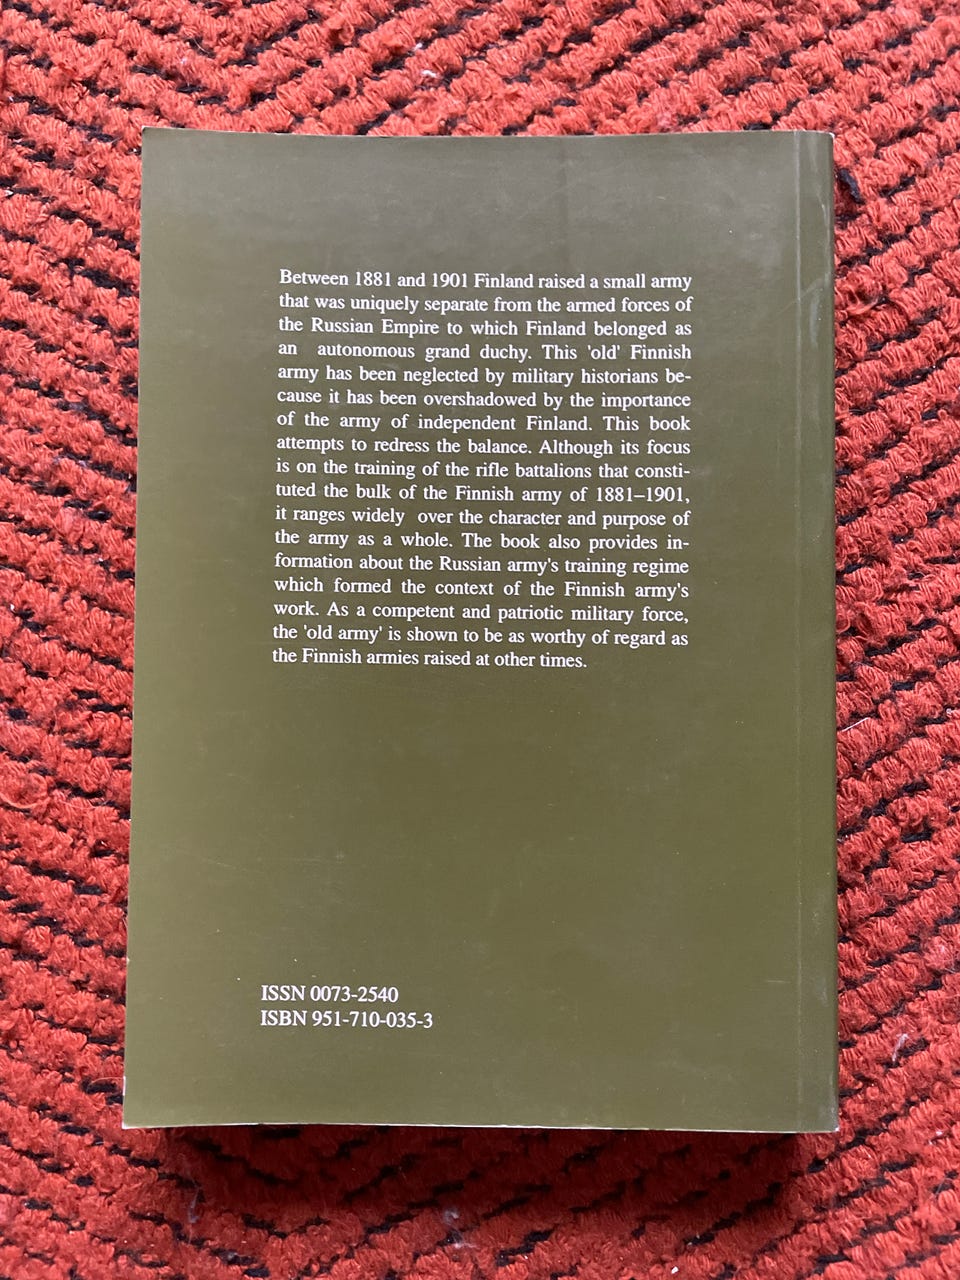 Between 1881 and 1901 Finland raised a small army
that was uniquely separate from the armed forces of
the Russian Empire to which Finland belonged as
an autonomous grand duchy. This 'old' Finnish
army has been neglected by military historians be-
cause it has been overshadowed by the importance
of the army of independent Finland. This book
attempts to redress the balance. Although its focus
is on the training of the rifle battalions that consti-
tuted the bulk of the Finnish army of 1881–1901,
it ranges widely over the character and purpose of
the army as a whole. The book also provides in-
formation about the Russian army's training regime
which formed the context of the Finnish army's
work. As a competent and patriotic military force,
the 'old army' is shown to be as worthy of regard as
the Finnish armies raised at other times.
ISSN 0073-2540
ISBN 951-710-035-3